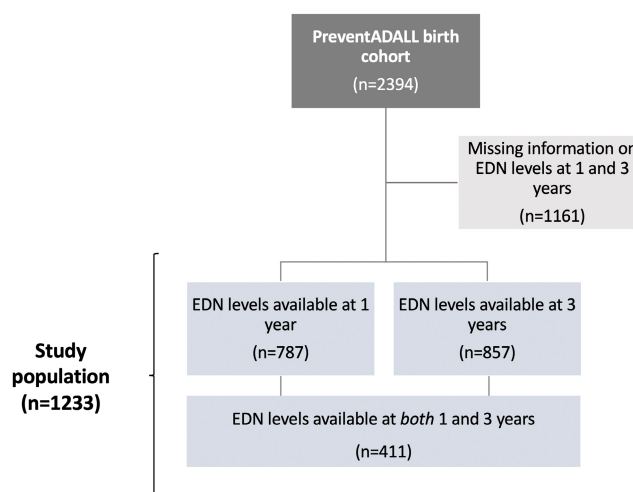 PreventADALL birth
cohort
(n=2394)
Missing information on
EDN levels at 1 and 3
years
(n=1161)
EDN levels available at 1
year
(n=787)
EDN levels available at 3
years
(n=857)
Study
population
(n=1233)
EDN levels available at both 1 and 3 years
(n=411)